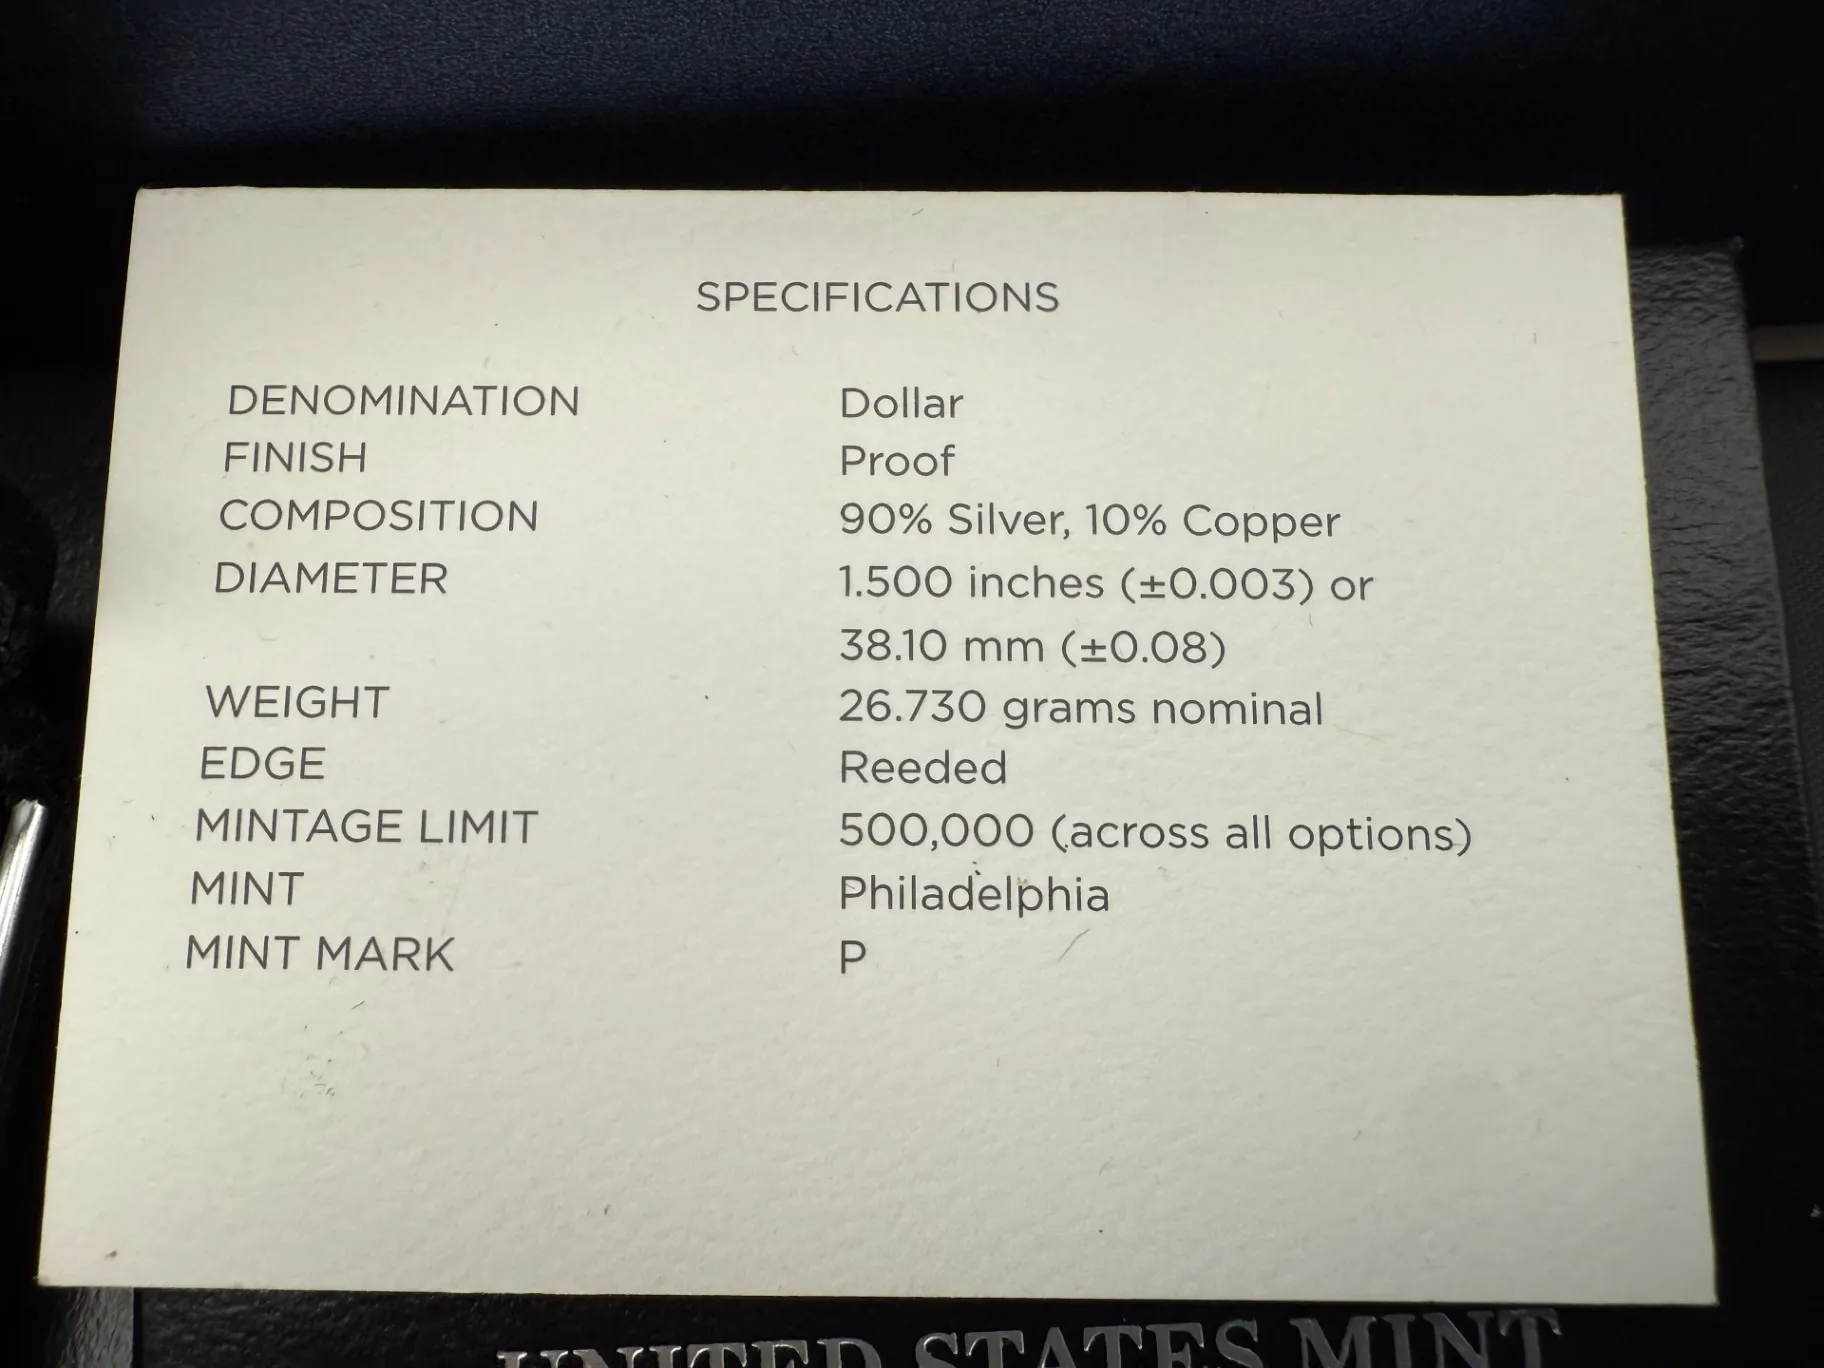 SPECIFICATIONS
DENOMINATION Dollar
FINISH Proof
COMPOSITION 90% Silver, 10% Copper
DIAMETER 1.500 inches (±0.003) or
38.10 mm (±0.08)
WEIGHT 26.730 grams nominal
EDGE Reeded
MINTAGE LIMIT 500,000 (across all options)
MINT Philadelphia
MINT MARK P
UNITED STATES MINT